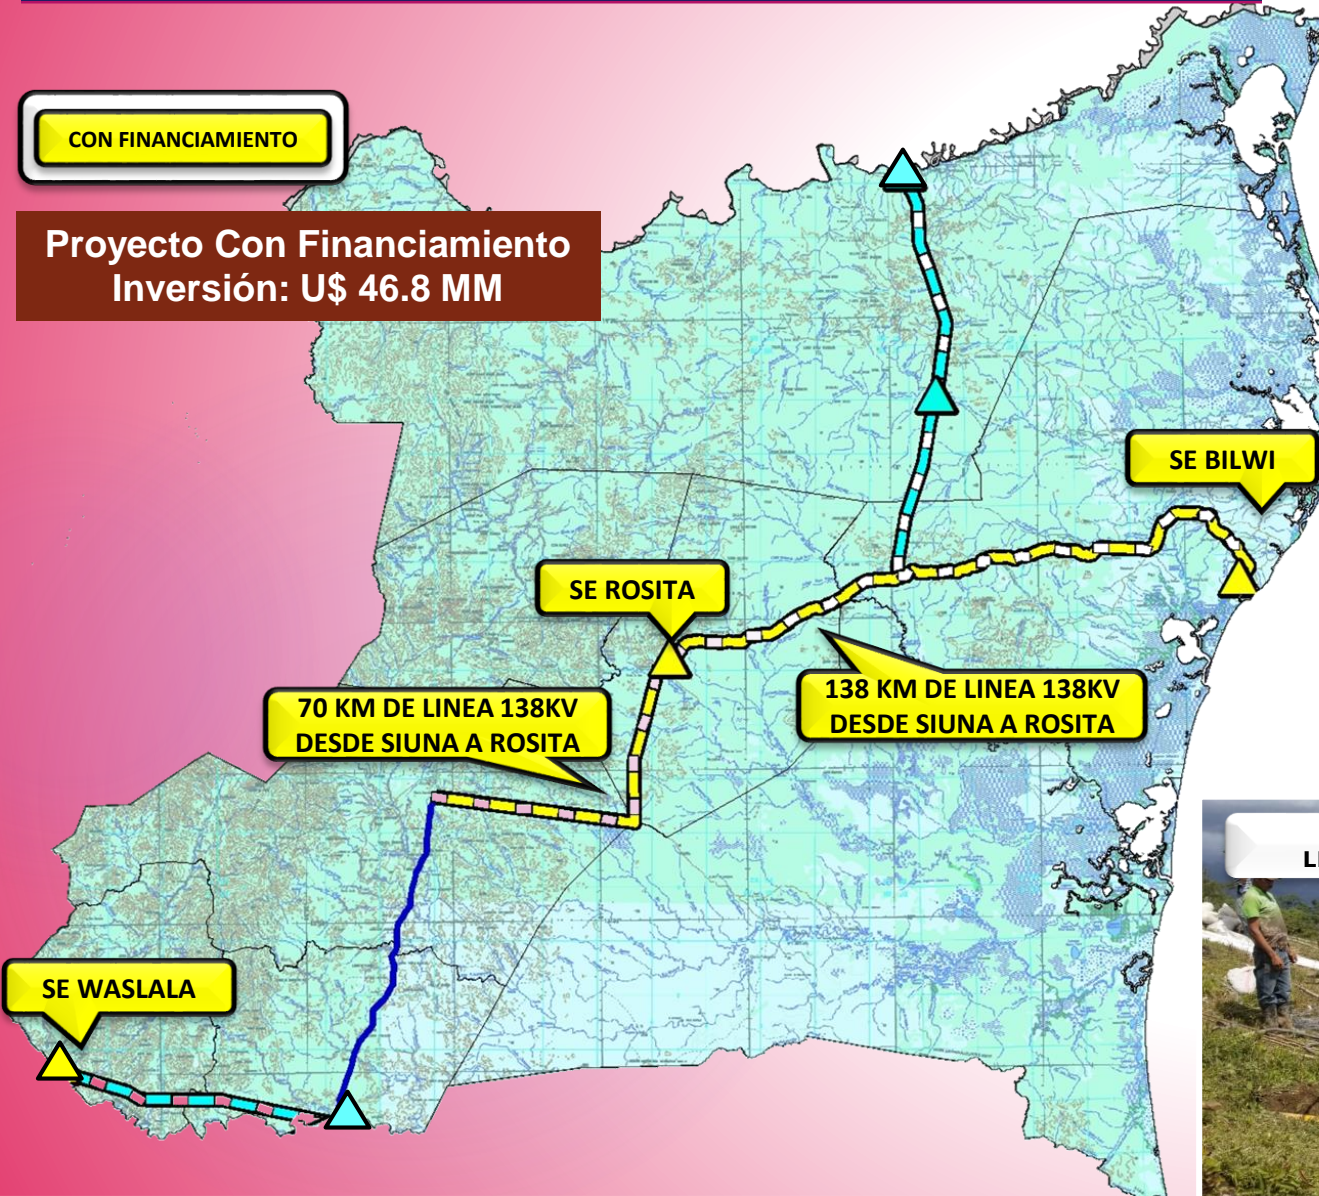 CON FINANCIAMIENTO
Proyecto Con Financiamiento
Inversión: U$ 46.8 MM
SE BILWI
SE ROSITA
70 KM DE LINEA 138KV
DESDE SIUNA A ROSITA
138 KM DE LINEA 138KV
DESDE SIUNA A ROSITA
SE WASLALA